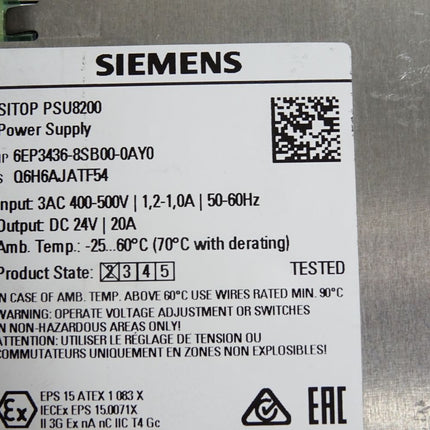 SIEMENS
SITOP PSU8200
Power Supply
P 6EP3436-8SB00-0AY0
S Q6H6AJATF54
Input: 3AC 400-500V | 1,2-1,0A | 50-60Hz
Output: DC 24V | 20A
Amb. Temp.: -25...60°C (70°C with derating)
Product State: 2 3 4 5 TESTED
IN CASE OF AMB. TEMP. ABOVE 60°C USE WIRES RATED MIN. 90°C
WARNING: OPERATE VOLTAGE ADJUSTMENT OR SWITCHES
IN NON-HAZARDOUS AREAS ONLY!
AVERTISSEMENT: UTILISER LE RÉGLAGE DE TENSION OU
COMMUTATEURS UNIQUEMENT EN ZONES NON EXPLOSIBLES!
Ex EPS 15 ATEX 1 083 X
IECEx EPS 15.0071X
II 3G Ex nA nC IIC T4 Gc
EAC